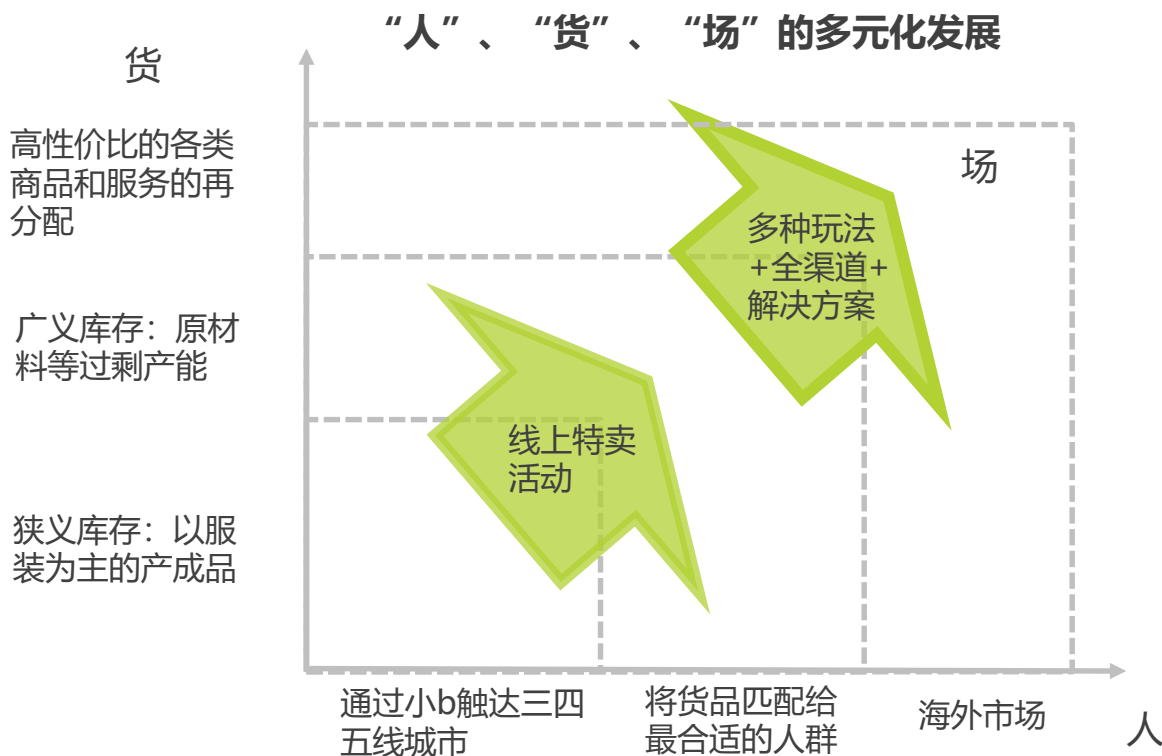 “人”、“货”、“场”的多元化发展
货
高性价比的各类
商品和服务的再
分配
场
多种玩法
+全渠道+
解决方案
广义库存：原材
料等过剩产能
线上特卖
活动
狭义库存：以服
装为主的产成品
通过小b触达三四
五线城市
将货品匹配给
最合适的人群
海外市场
人